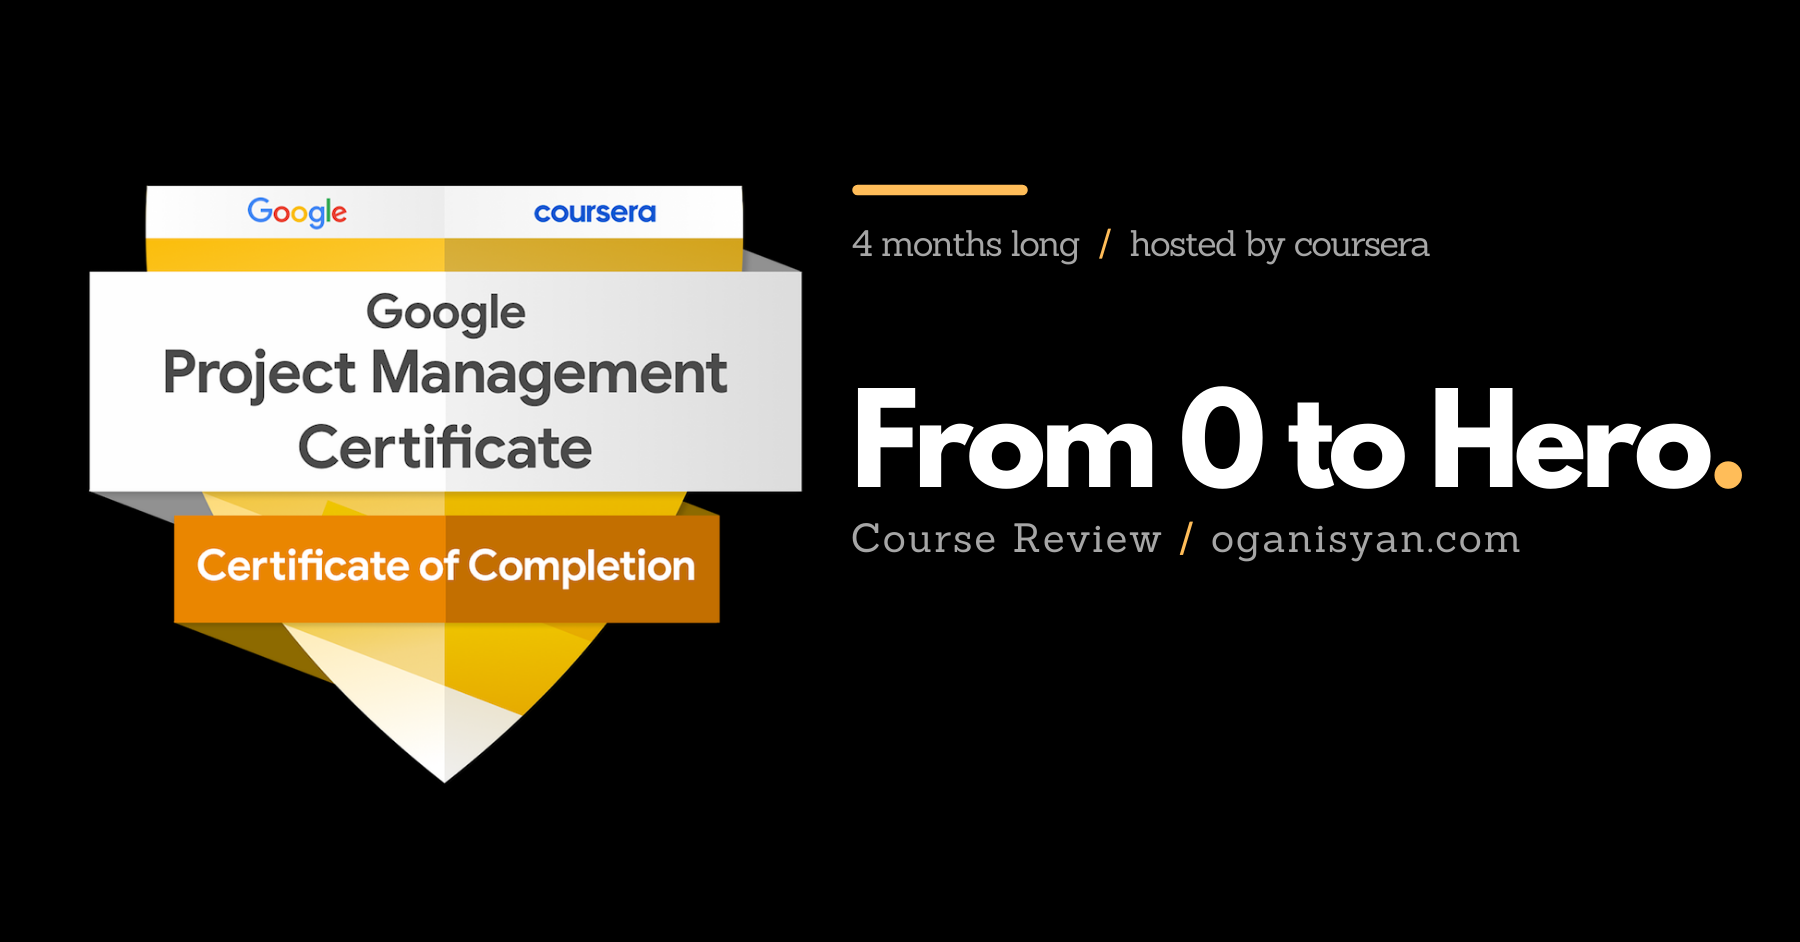 Google coursera
Google
Project Management
Certificate
Certificate of Completion
4 months long / hosted by coursera
From 0 to Hero.
Course Review / oganisyan.com